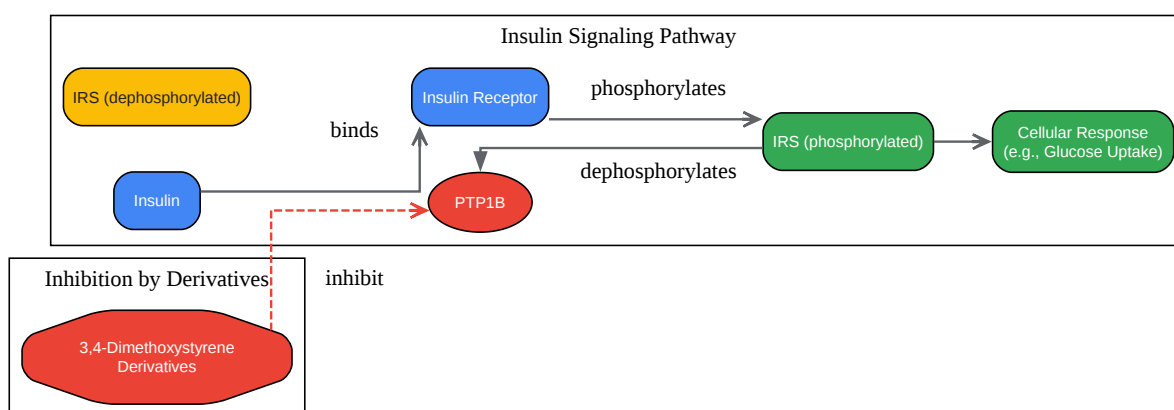 Insulin Signaling Pathway
IRS (dephosphorylated)
Insulin Receptor
phosphorylates
binds
IRS (phosphorylated)
Cellular Response
(e.g., Glucose Uptake)
dephosphorylates
Insulin
PTP1B
Inhibition by Derivatives
inhibit
3,4-Dimethoxystyrene
Derivatives